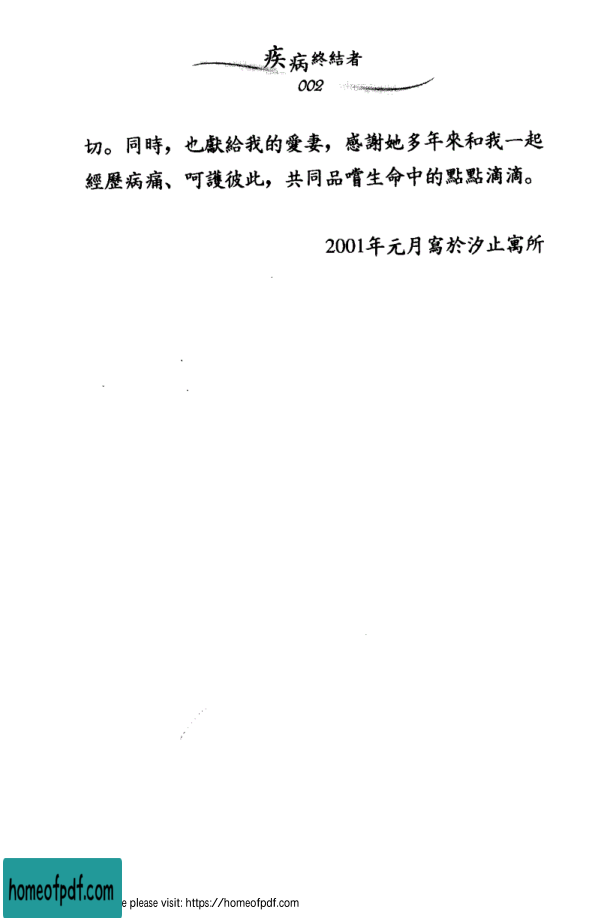 疾病終結者
002
切。同時，也獻給我的愛妻，感謝她多年來和我一起
經歷病痛、呵護彼此，共同品嚐生命中的點點滴滴。
2001年元月寫於汐止寓所
homeofpdf.com
e please visit: https://homeofpdf.com